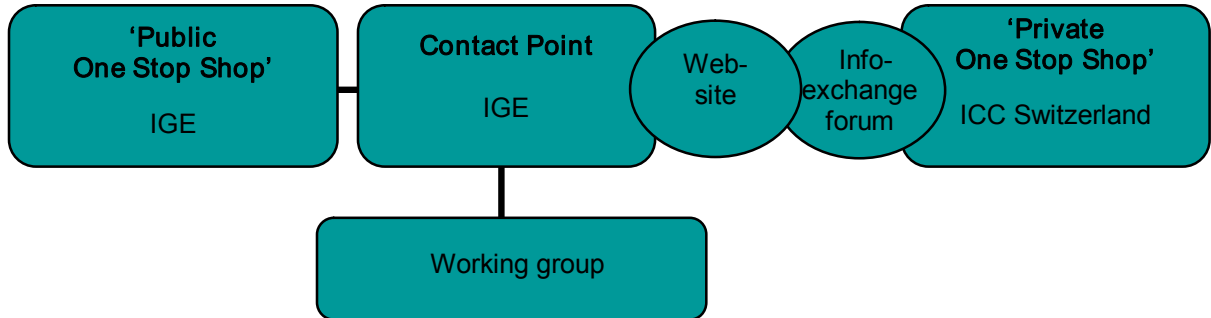 ‘Public
One Stop Shop’
IGE
Contact Point
IGE
Web-
site
Info-
exchange
forum
‘Private
One Stop Shop’
ICC Switzerland
Working group